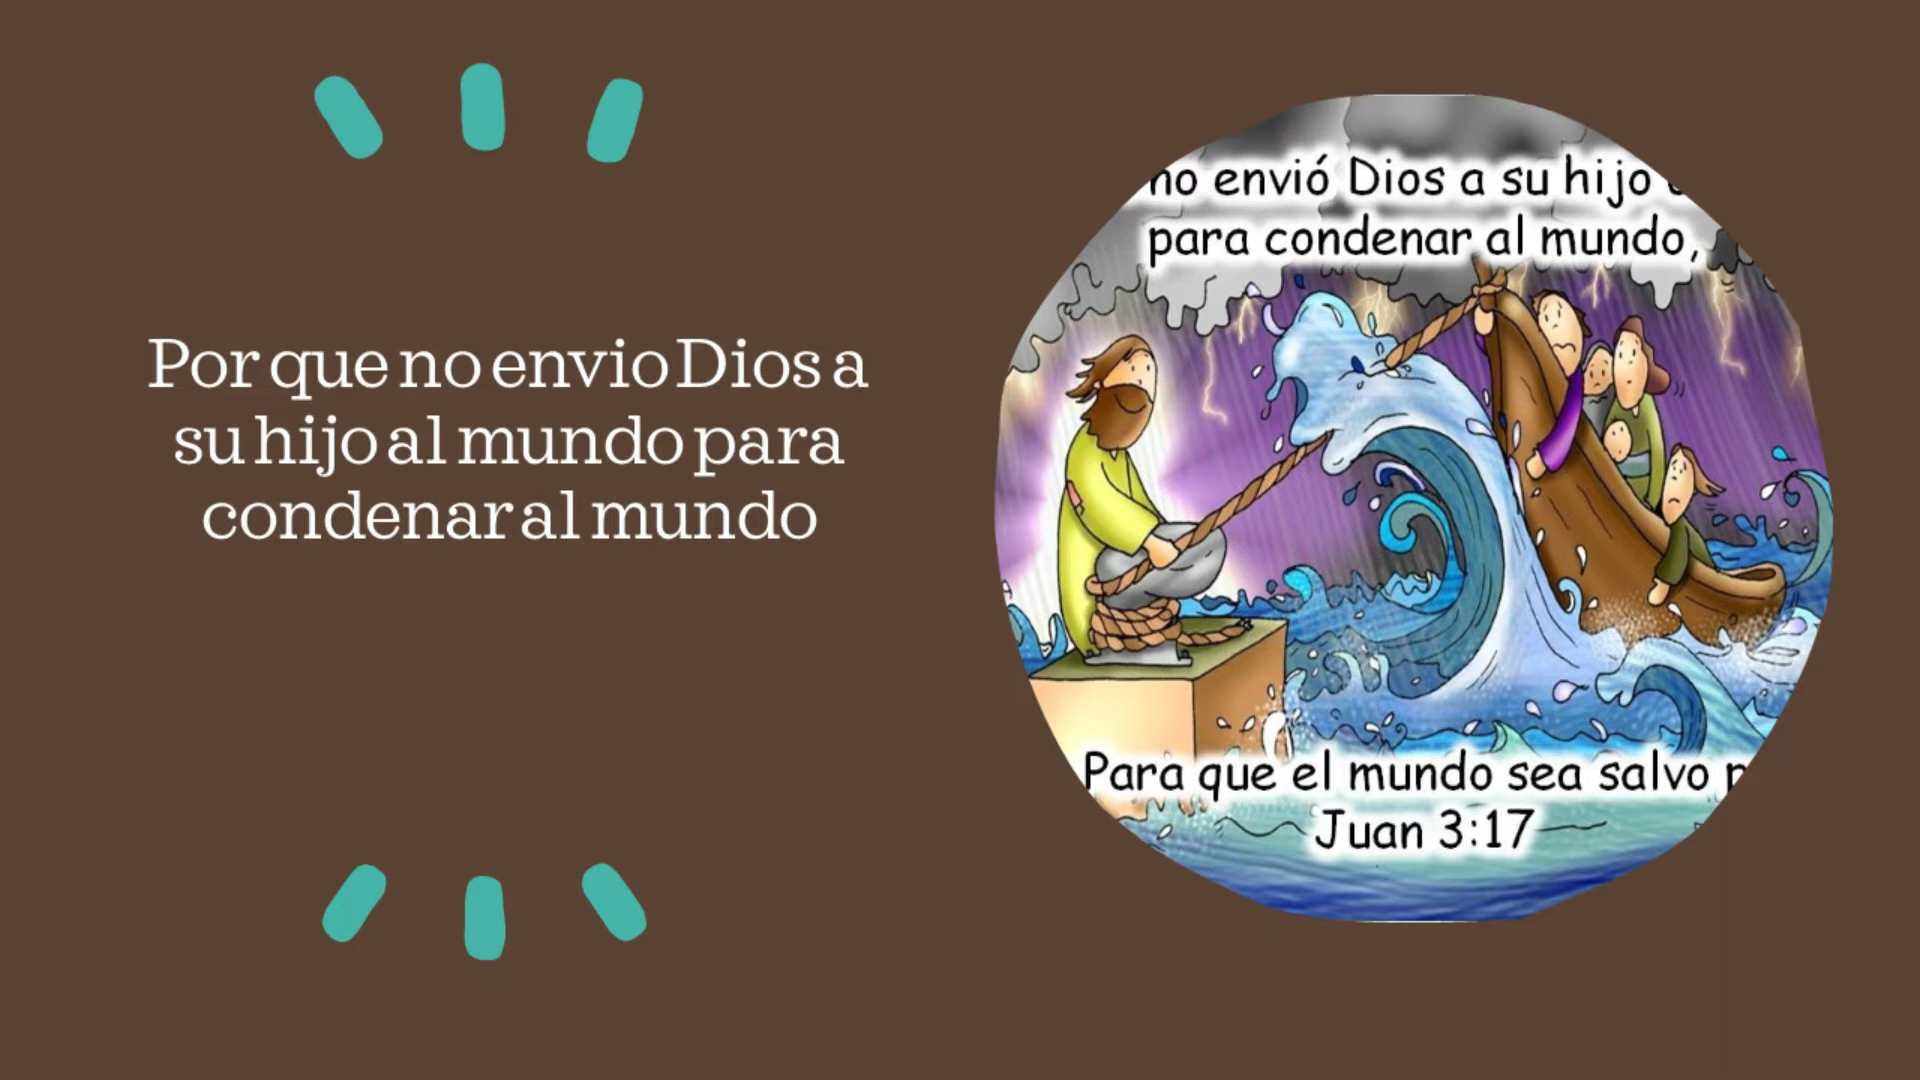 Por que no envio Dios a
su hijo al mundo para
condenar al mundo
no envió Dios a su hijo
para condenar al mundo,
Para que el mundo sea salvo
Juan 3:17